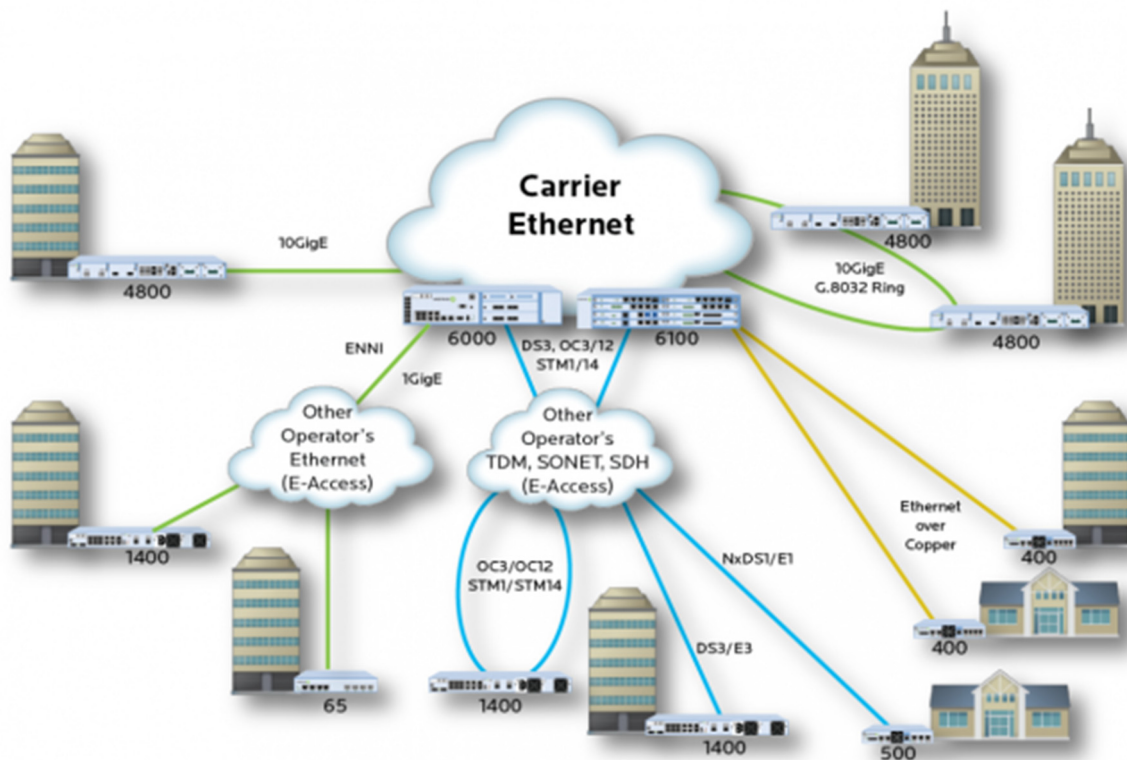 Carrier
Ethernet
10GigE
4800
4800
10GigE
G.8032 Ring
4800
6000
6100
ENNI
1GigE
DS3, OC3/12
STM1/14
Other
Operator's
Ethernet
(E-Access)
Other
Operator's
TDM, SONET, SDH
(E-Access)
Ethernet
over
Copper
1400
400
NxDS1/E1
OC3/OC12
STM1/STM14
DS3/E3
400
65
1400
1400
500